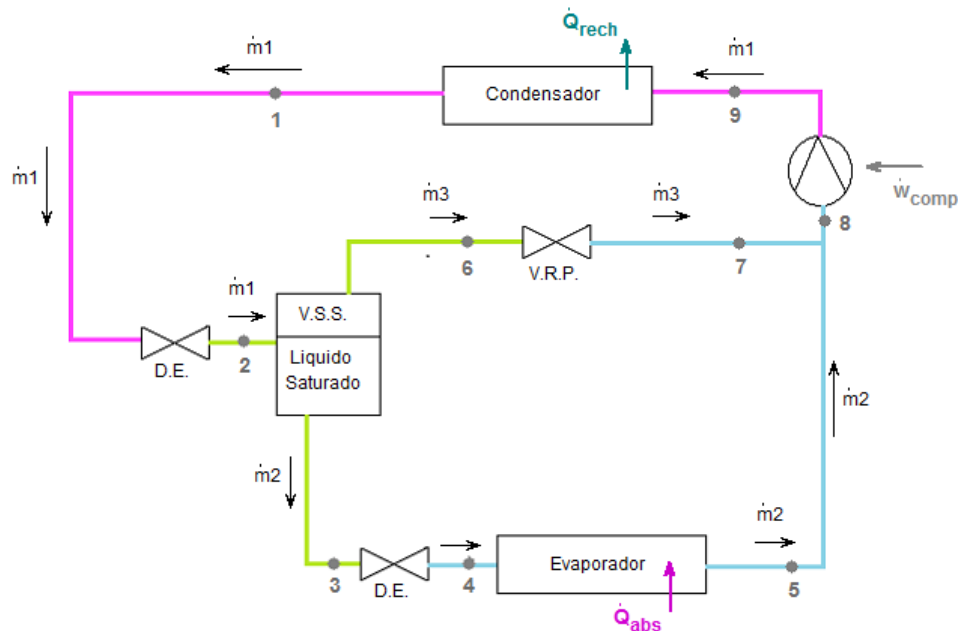 Q̇rech
ṁ1
ṁ1
Condensador
1
9
ṁ1
Ẇcomp
ṁ3
ṁ3
8
6
7
V.R.P.
ṁ1
V.S.S.
2
Liquido
Saturado
D.E.
ṁ2
ṁ2
ṁ2
Evaporador
3
4
5
D.E.
Q̇abs